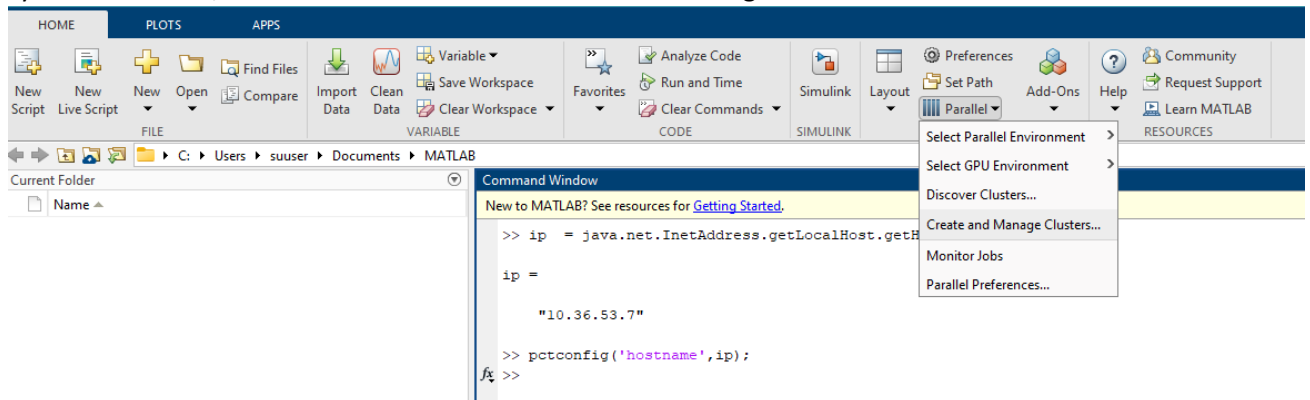 HOME PLOTS APPS
New Script
New Live Script
New
Open
Find Files
Compare
FILE
Import Data
Clean Data
Variable
Save Workspace
Clear Workspace
VARIABLE
Favorites
Analyze Code
Run and Time
Clear Commands
CODE
Simulink
SIMULINK
Layout
Preferences
Set Path
Parallel
Add-Ons
Help
Community
Request Support
Learn MATLAB
RESOURCES
Select Parallel Environment
Select GPU Environment
Discover Clusters...
Create and Manage Clusters...
Monitor Jobs
Parallel Preferences...
C: Users suuser Documents MATLAB
Current Folder
Name
Command Window
New to MATLAB? See resources for Getting Started.
>> ip = java.net.InetAddress.getLocalHost.getH
ip =
"10.36.53.7"
>> pctconfig('hostname',ip);
fx >>